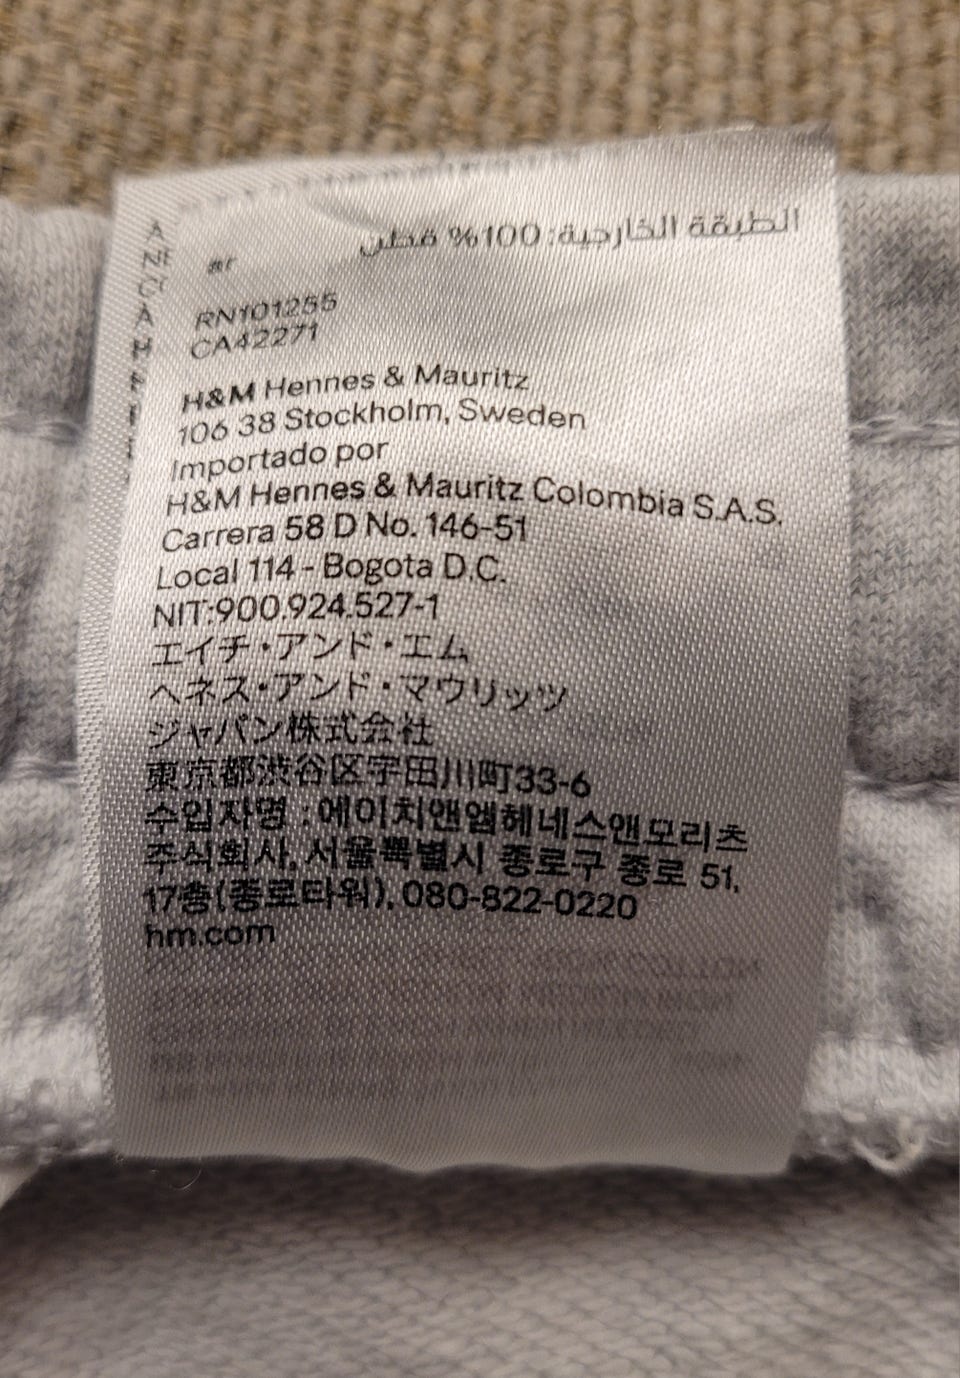 الطبقة الخارجية: 100% قطن
ar
RN101255
CA42271
H&M Hennes & Mauritz
106 38 Stockholm, Sweden
Importado por
H&M Hennes & Mauritz Colombia S.A.S.
Carrera 58 D No. 146-51
Local 114 - Bogota D.C.
NIT:900.924.527-1
エイチ・アンド・エム
ヘネス・アンド・マウリッツ
ジャパン株式会社
東京都渋谷区宇田川町33-6
수입자명 : 에이치앤엠헤네스앤모리츠
주식회사, 서울특별시 종로구 종로 51,
17층(종로타워), 080-822-0220
hm.com